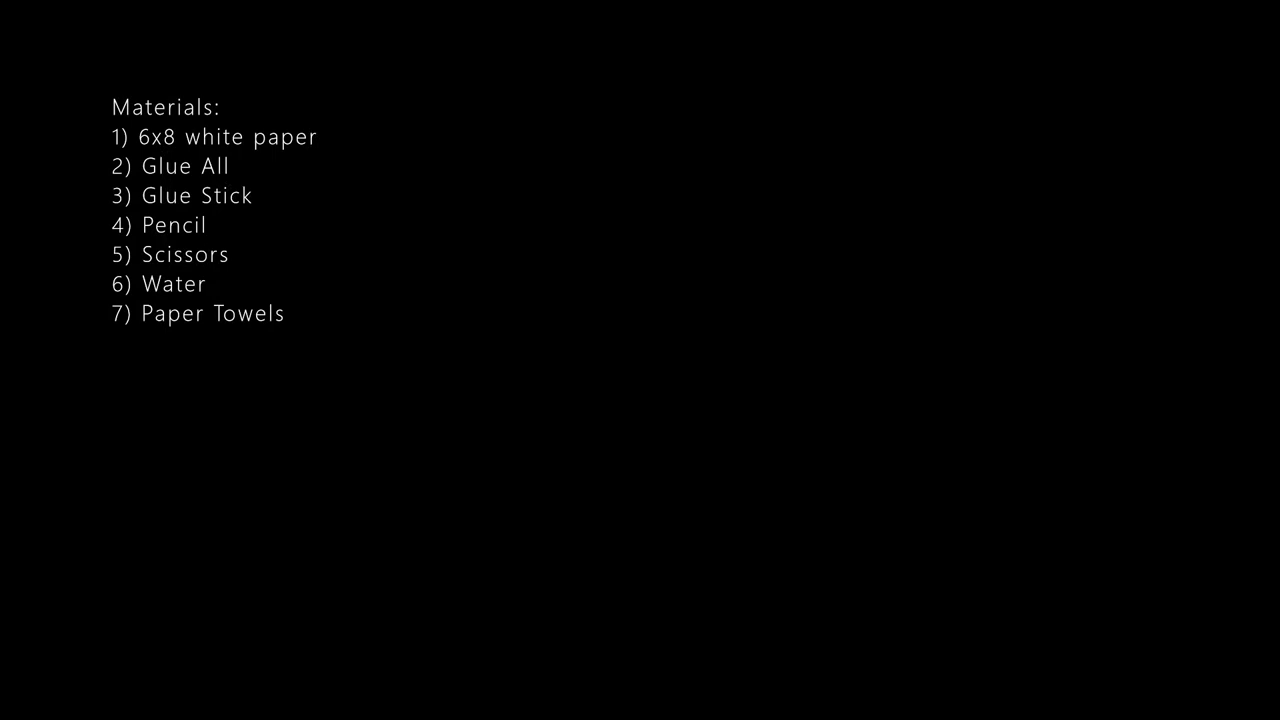 Materials:
1) 6x8 white paper
2) Glue All
3) Glue Stick
4) Pencil
5) Scissors
6) Water
7) Paper Towels